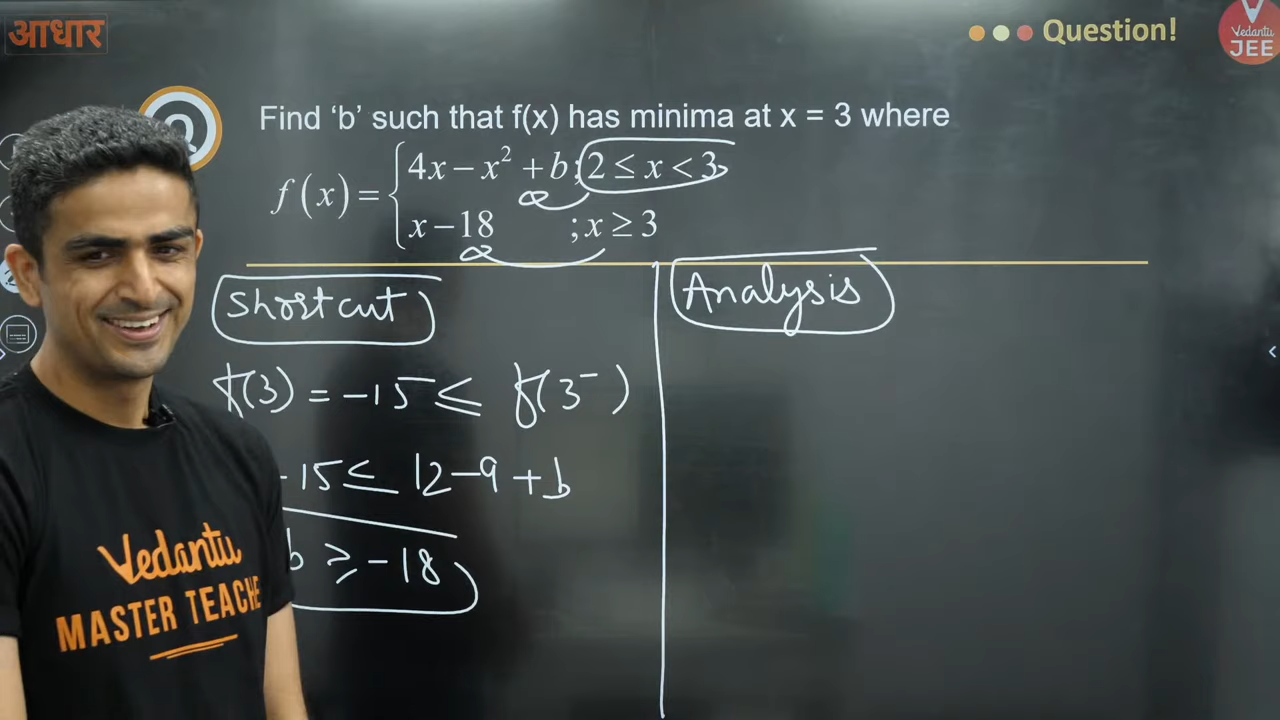 आधार
Question!
Vedantu
JEE
Find ‘b’ such that f(x) has minima at x = 3 where
f(x) = { 4x − x² + b ; 2 ≤ x < 3
x − 18 ; x ≥ 3
Shortcut
Analysis
f(3) = −15 ≤ f(3⁻)
-15 ≤ 12 − 9 + b
b ≥ −18
Vedantu
MASTER TEACHE